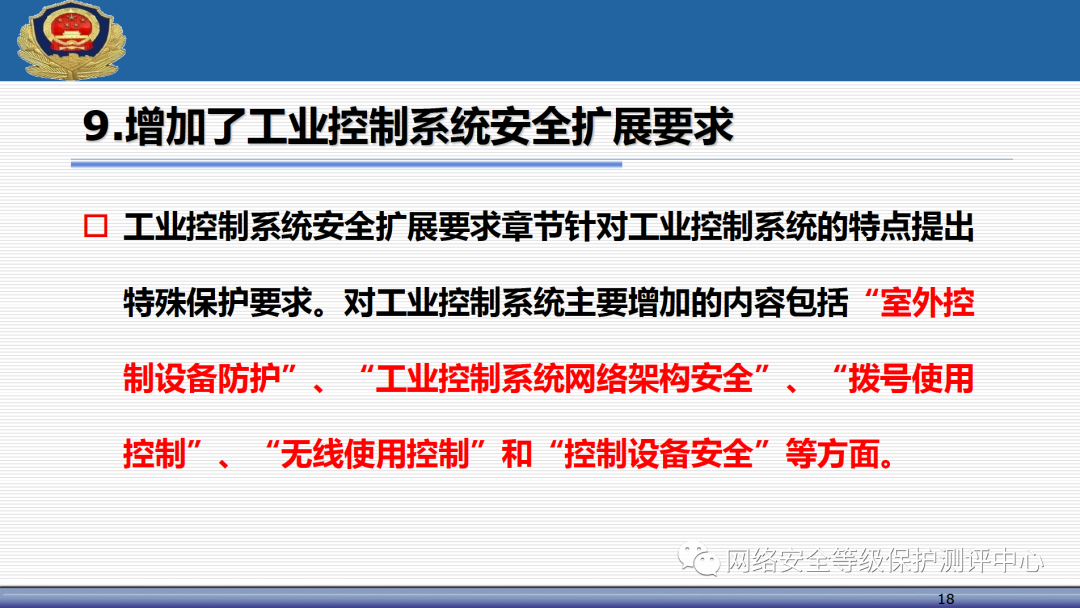 9.增加了工业控制系统安全扩展要求
工业控制系统安全扩展要求章节针对工业控制系统的特点提出
特殊保护要求。对工业控制系统主要增加的内容包括“室外控
制设备防护”、“工业控制系统网络架构安全”、“拨号使用
控制”、“无线使用控制”和“控制设备安全”等方面。
网络安全等级保护测评中心
18